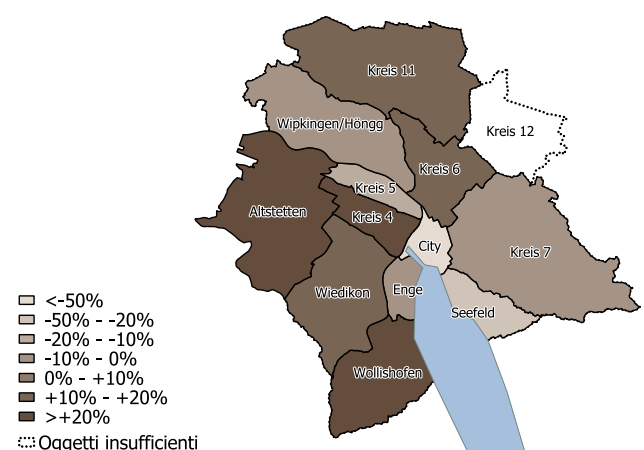 Kreis 11
Wipkingen/Höngg
Kreis 12
Kreis 6
Kreis 5
Altstetten
Kreis 4
City
Kreis 7
Wiedikon
Enge
Seefeld
Wollishofen
<-50%
-50% - -20%
-20% - -10%
-10% - 0%
0% - +10%
+10% - +20%
>+20%
Oggetti insufficienti